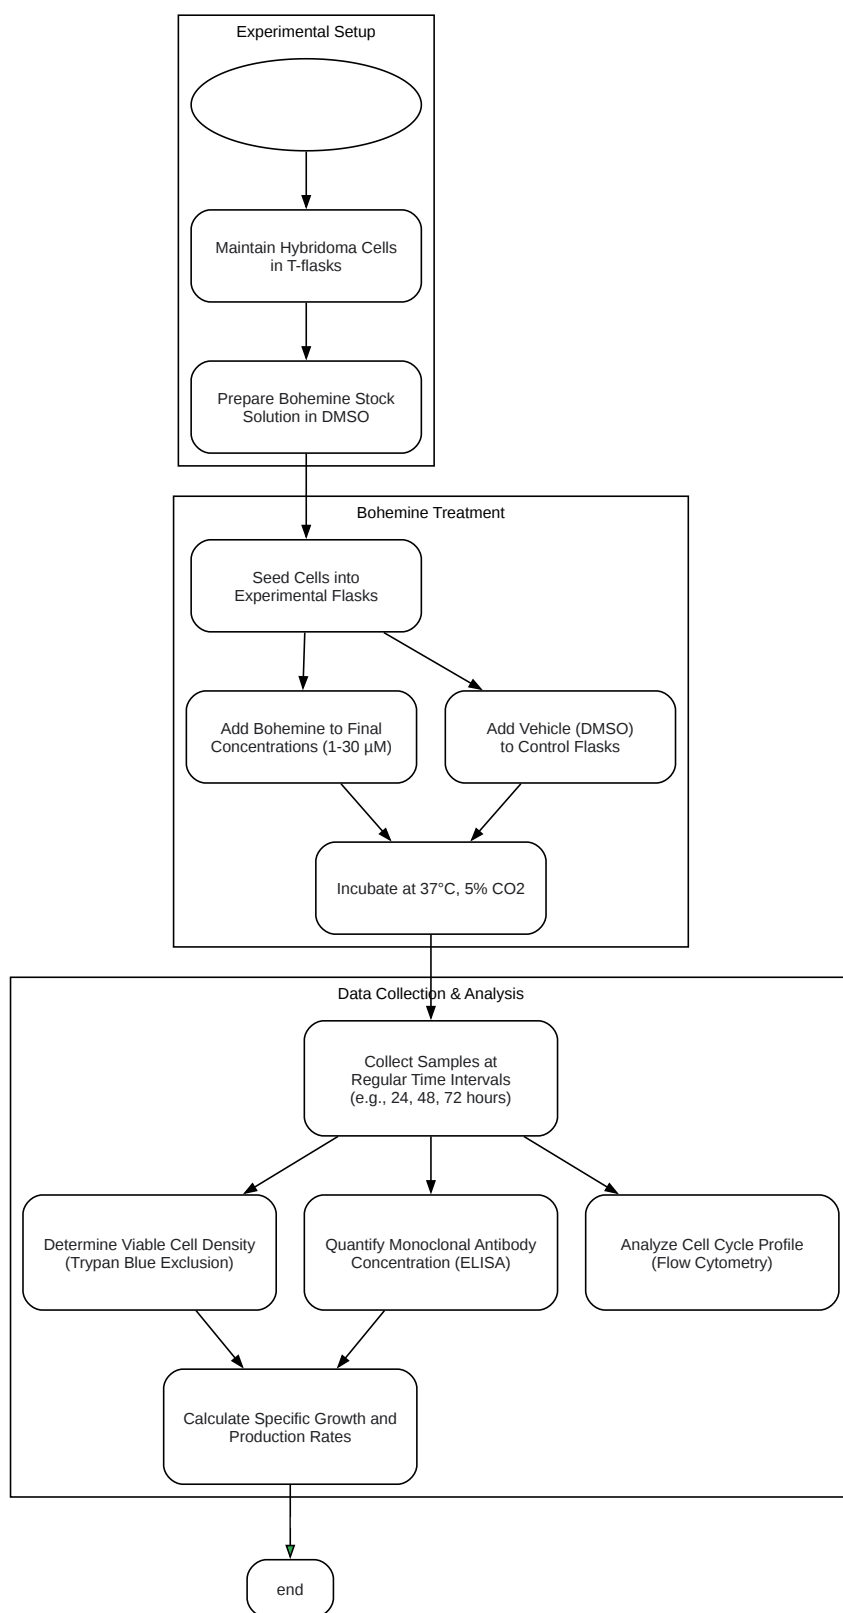 Experimental Setup
Maintain Hybridoma Cells
in T-flasks
Prepare Bohemine Stock
Solution in DMSO
Bohemine Treatment
Seed Cells into
Experimental Flasks
Add Bohemine to Final
Concentrations (1-30 µM)
Add Vehicle (DMSO)
to Control Flasks
Incubate at 37°C, 5% CO2
Data Collection & Analysis
Collect Samples at
Regular Time Intervals
(e.g., 24, 48, 72 hours)
Determine Viable Cell Density
(Trypan Blue Exclusion)
Quantify Monoclonal Antibody
Concentration (ELISA)
Analyze Cell Cycle Profile
(Flow Cytometry)
Calculate Specific Growth and
Production Rates
end